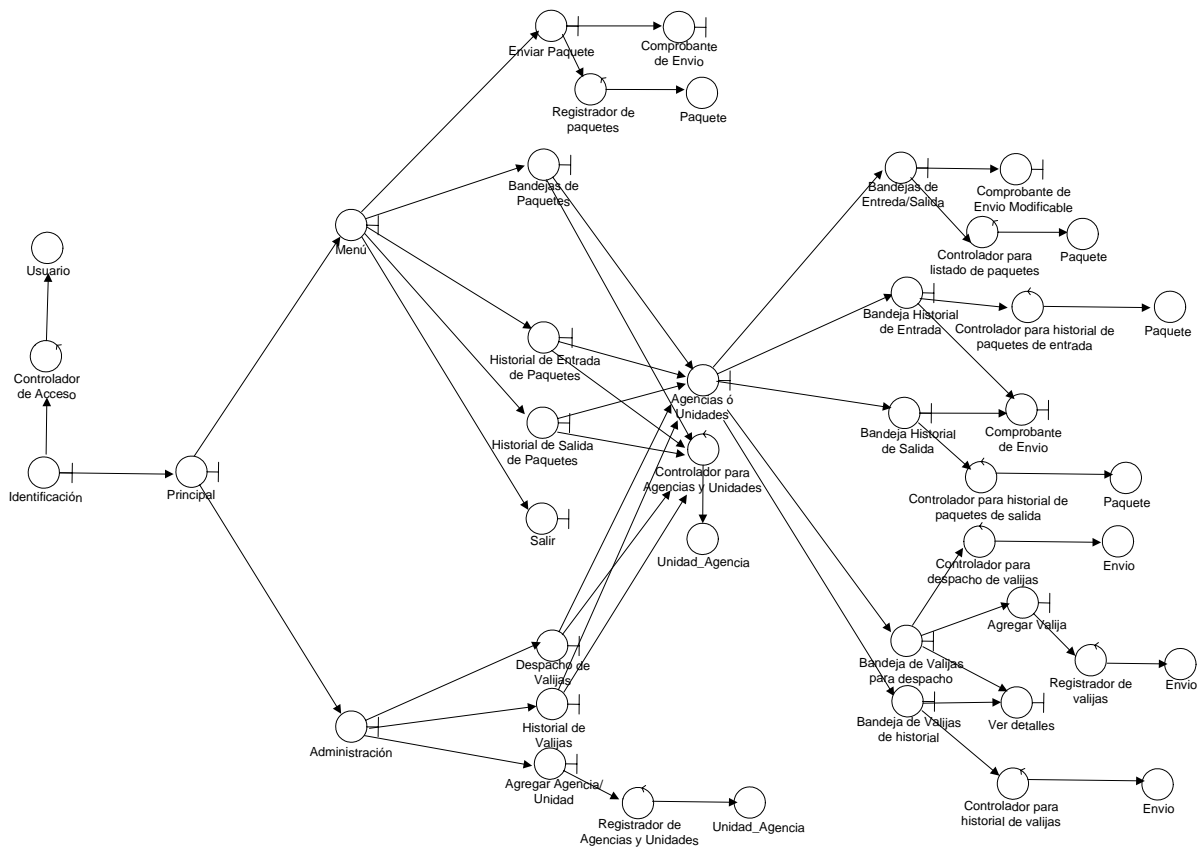 Enviar Paquete
Comprobante
de Envio
Registrador de
paquetes
Paquete
Bandejas de
Paquetes
Menú
Usuario
Controlador
de Acceso
Identificación
Principal
Historial de Entrada
de Paquetes
Historial de Salida
de Paquetes
Salir
Agencias ó
Unidades
Controlador para
Agencias y Unidades
Unidad_Agencia
Despacho de
Valijas
Historial de
Valijas
Administración
Agregar Agencia/
Unidad
Registrador de
Agencias y Unidades
Unidad_Agencia
Bandejas de
Entreda/Salida
Comprobante de
Envio Modificable
Controlador para
listado de paquetes
Paquete
Bandeja Historial
de Entrada
Controlador para historial de
paquetes de entrada
Paquete
Bandeja Historial
de Salida
Comprobante
de Envio
Controlador para historial de
paquetes de salida
Paquete
Controlador para
despacho de valijas
Envio
Agregar Valija
Bandeja de Valijas
para despacho
Registrador de
valijas
Envio
Bandeja de Valijas
de historial
Ver detalles
Controlador para
historial de valijas
Envio